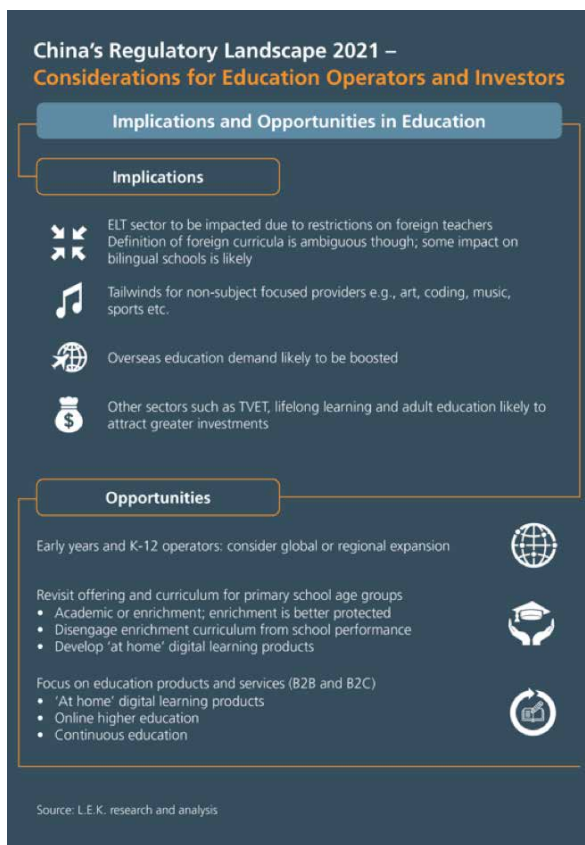 China's Regulatory Landscape 2021 –
Considerations for Education Operators and Investors
Implications and Opportunities in Education
Implications
ELT sector to be impacted due to restrictions on foreign teachers
Definition of foreign curricula is ambiguous though; some impact on
bilingual schools is likely
Tailwinds for non-subject focused providers e.g., art, coding, music,
sports etc.
Overseas education demand likely to be boosted
$
Other sectors such as TVET, lifelong learning and adult education likely to
attract greater investments
Opportunities
Early years and K-12 operators: consider global or regional expansion
Revisit offering and curriculum for primary school age groups
• Academic or enrichment; enrichment is better protected
• Disengage enrichment curriculum from school performance
• Develop 'at home' digital learning products
Focus on education products and services (B2B and B2C)
• 'At home' digital learning products
• Online higher education
• Continuous education
Source: L.E.K. research and analysis